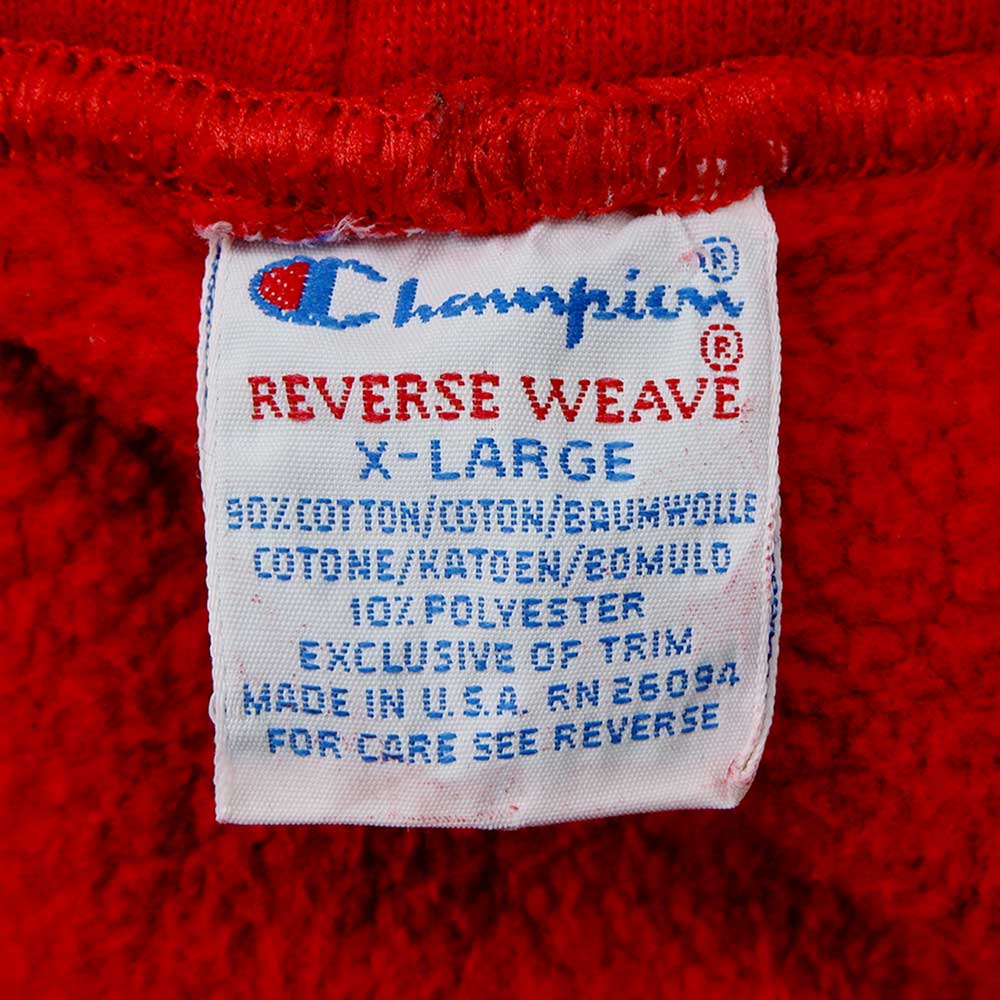 Champion®
REVERSE WEAVE®
X-LARGE
90% COTTON/COTON/BAUMWOLLE
COTONE/KATOEN/BOMULD
10% POLYESTER
EXCLUSIVE OF TRIM
MADE IN U.S.A. RN 26094
FOR CARE SEE REVERSE